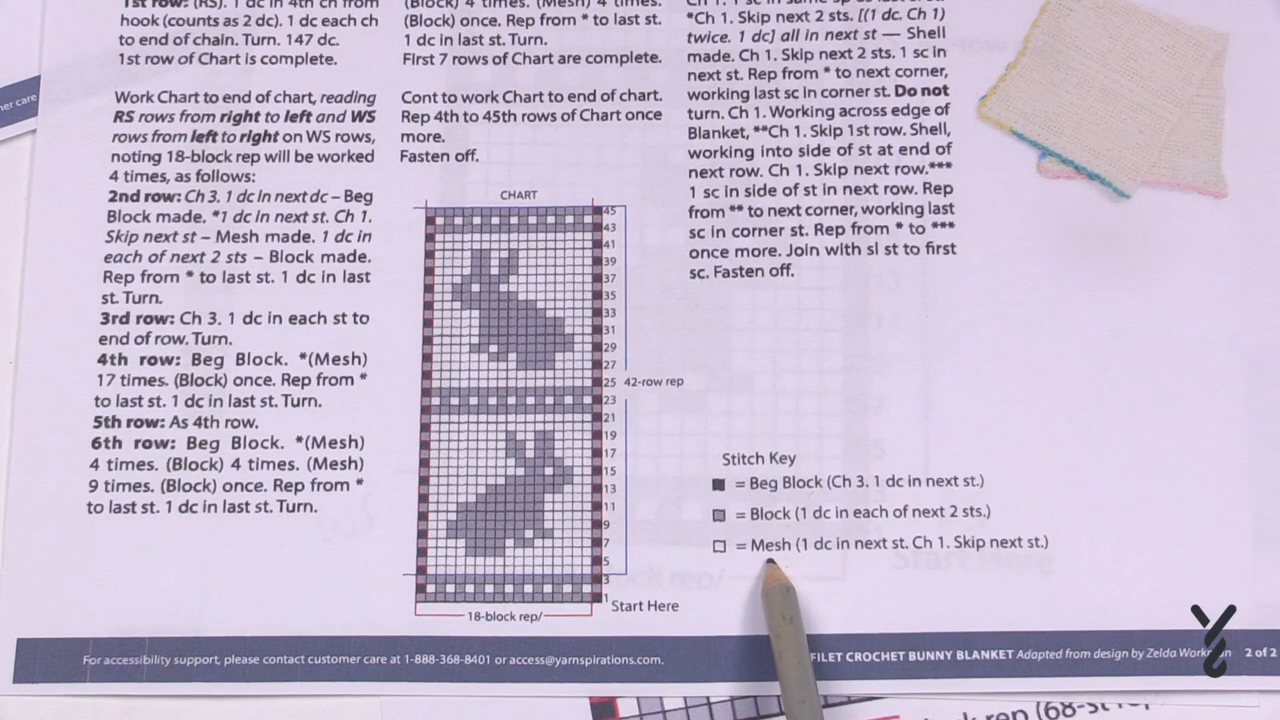 1st row: (RS). 1 dc in 4th ch from
hook (counts as 2 dc). 1 dc each ch
to end of chain. Turn. 147 dc.
1st row of Chart is complete.
Work Chart to end of chart, reading
RS rows from right to left and WS
rows from left to right on WS rows,
noting 18-block rep will be worked
4 times, as follows:
2nd row: Ch 3. 1 dc in next dc – Beg
Block made. *1 dc in next st. Ch 1.
Skip next st – Mesh made. 1 dc in
each of next 2 sts – Block made.
Rep from * to last st. 1 dc in last
st. Turn.
3rd row: Ch 3. 1 dc in each st to
end of row. Turn.
4th row: Beg Block. *(Mesh)
17 times. (Block) once. Rep from *
to last st. 1 dc in last st. Turn.
5th row: As 4th row.
6th row: Beg Block. *(Mesh)
4 times. (Block) 4 times. (Mesh)
9 times. (Block) once. Rep from *
to last st. 1 dc in last st. Turn.
(Block) 4 times. (Mesh) 4 times.
(Block) once. Rep from * to last st.
1 dc in last st. Turn.
First 7 rows of Chart are complete.
Cont to work Chart to end of chart.
Rep 4th to 45th rows of Chart once
more.
Fasten off.
CHART
45
43
41
39
37
35
33
31
29
27
25 42-row rep
23
21
19
17
15
13
11
9
7
5
3
1
Start Here
18-block rep/
*Ch 1. Skip next 2 sts. [(1 dc. Ch 1)
twice. 1 dc] all in next st — Shell
made. Ch 1. Skip next 2 sts. 1 sc in
next st. Rep from * to next corner,
working last sc in corner st. Do not
turn. Ch 1. Working across edge of
Blanket, **Ch 1. Skip 1st row. Shell,
working into side of st at end of
next row. Ch 1. Skip next row.***
1 sc in side of st in next row. Rep
from ** to next corner, working last
sc in corner st. Rep from * to ***
once more. Join with sl st to first
sc. Fasten off.
Stitch Key
= Beg Block (Ch 3. 1 dc in next st.)
= Block (1 dc in each of next 2 sts.)
= Mesh (1 dc in next st. Ch 1. Skip next st.)
her care
For accessibility support, please contact customer care at 1-888-368-8401 or access@yarnspirations.com.
FILET CROCHET BUNNY BLANKET Adapted from design by Zelda 2 of 2
rep (68-st